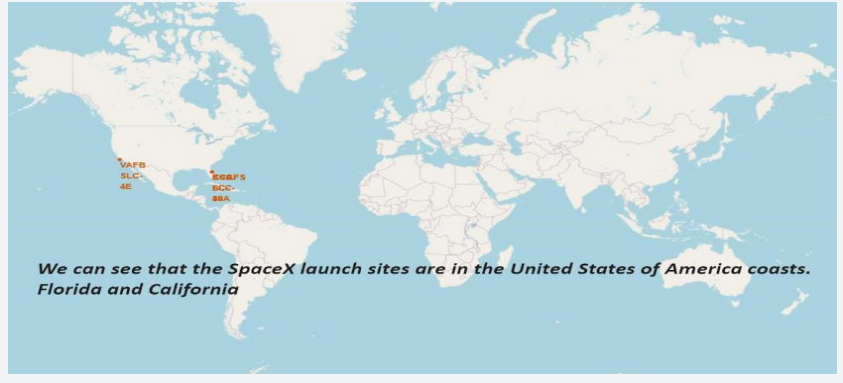 VAFB
SLC-
4E
We can see that the SpaceX launch sites are in the United States of America coasts.
Florida and California